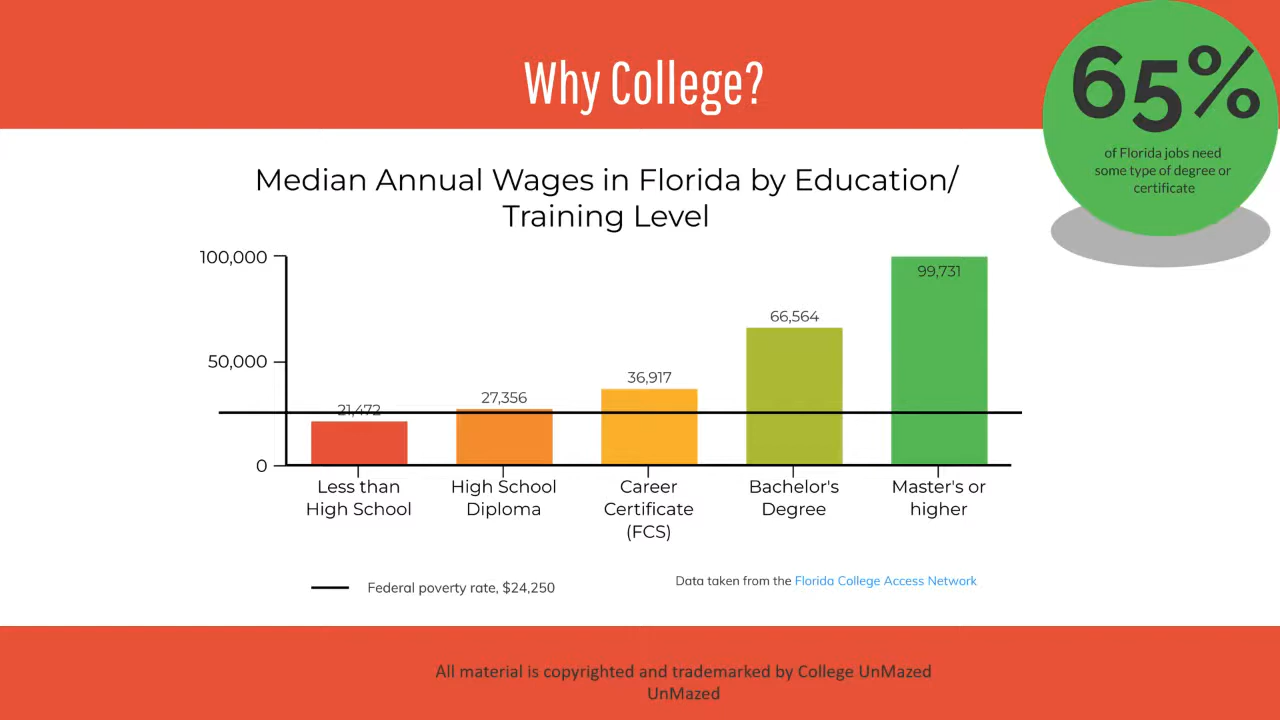 Why College?
65%
of Florida jobs need
some type of degree or
certificate
Median Annual Wages in Florida by Education/
Training Level
100,000
50,000
0
21,472
27,356
36,917
66,564
99,731
Less than
High School
High School
Diploma
Career
Certificate
(FCS)
Bachelor's
Degree
Master's or
higher
Federal poverty rate, $24,250
Data taken from the Florida College Access Network
All material is copyrighted and trademarked by College UnMazed
UnMazed